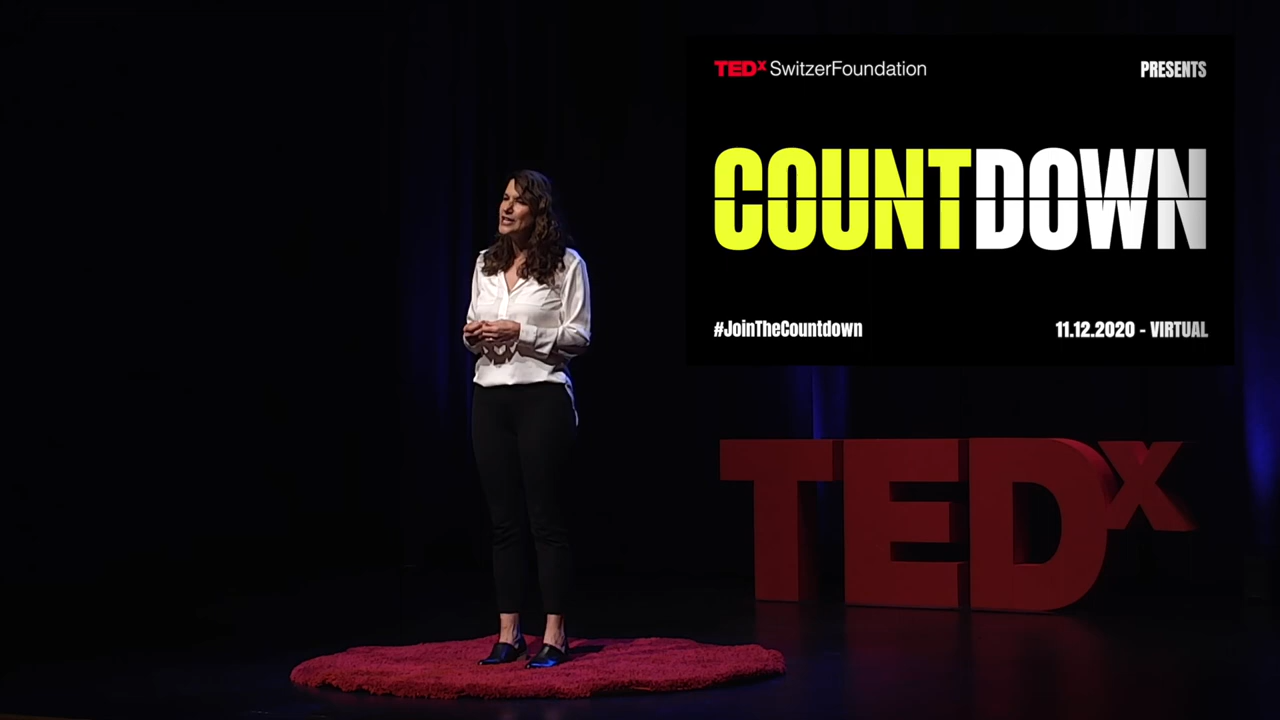 TEDx SwitzerFoundation
PRESENTS
COUNTDOWN
#JoinTheCountdown
11.12.2020 - VIRTUAL
TEDx